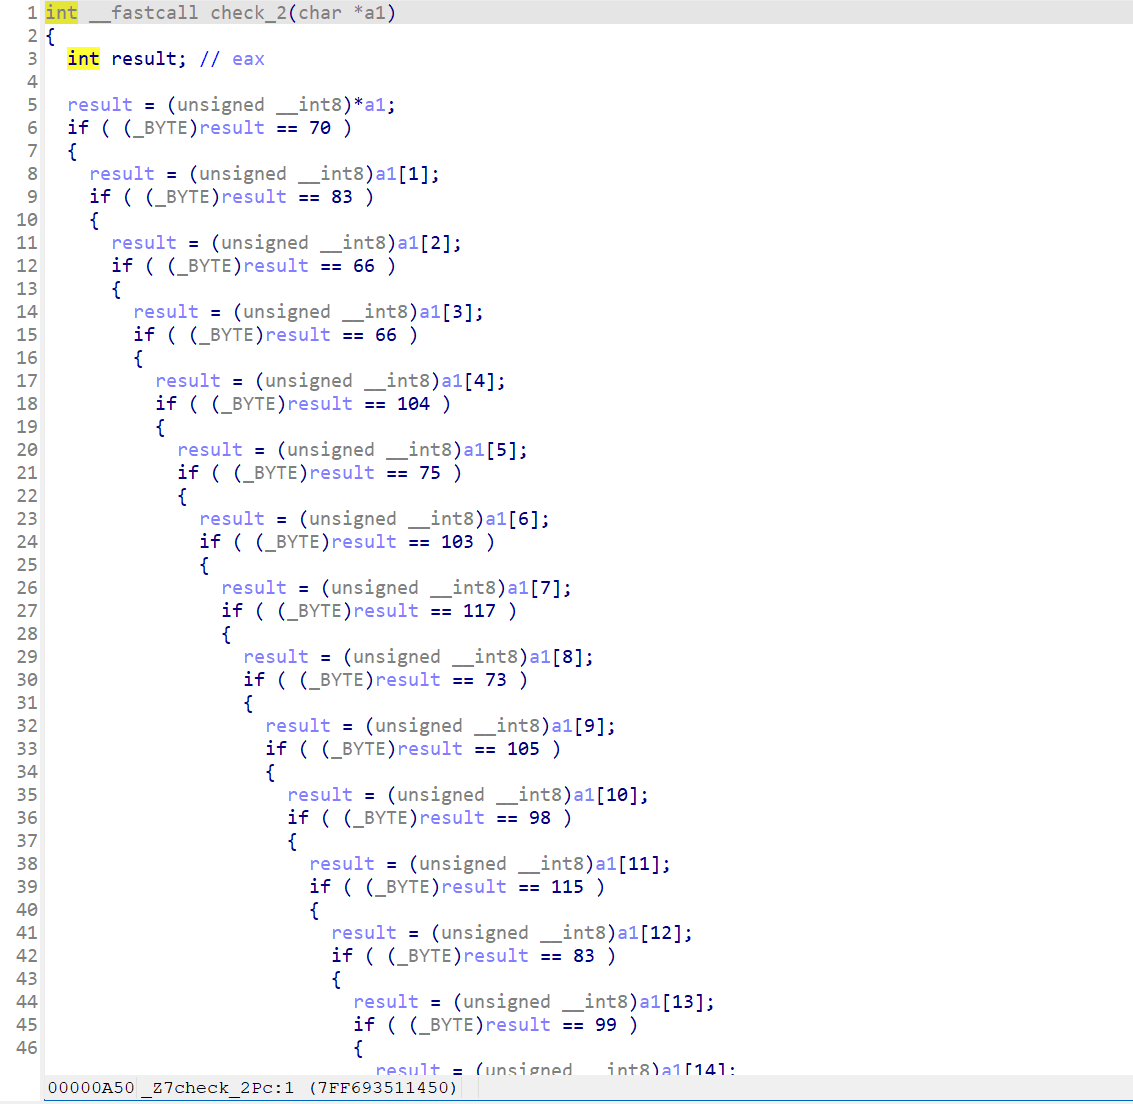 1 int __fastcall check_2(char *a1)
2 {
3   int result; // eax
4
5   result = (unsigned __int8)*a1;
6   if ( (_BYTE)result == 70 )
7   {
8     result = (unsigned __int8)a1[1];
9     if ( (_BYTE)result == 83 )
10     {
11       result = (unsigned __int8)a1[2];
12       if ( (_BYTE)result == 66 )
13       {
14         result = (unsigned __int8)a1[3];
15         if ( (_BYTE)result == 66 )
16         {
17           result = (unsigned __int8)a1[4];
18           if ( (_BYTE)result == 104 )
19           {
20             result = (unsigned __int8)a1[5];
21             if ( (_BYTE)result == 75 )
22             {
23               result = (unsigned __int8)a1[6];
24               if ( (_BYTE)result == 103 )
25               {
26                 result = (unsigned __int8)a1[7];
27                 if ( (_BYTE)result == 117 )
28                 {
29                   result = (unsigned __int8)a1[8];
30                   if ( (_BYTE)result == 73 )
31                   {
32                     result = (unsigned __int8)a1[9];
33                     if ( (_BYTE)result == 105 )
34                     {
35                       result = (unsigned __int8)a1[10];
36                       if ( (_BYTE)result == 98 )
37                       {
38                         result = (unsigned __int8)a1[11];
39                         if ( (_BYTE)result == 115 )
40                         {
41                           result = (unsigned __int8)a1[12];
42                           if ( (_BYTE)result == 83 )
43                           {
44                             result = (unsigned __int8)a1[13];
45                             if ( (_BYTE)result == 99 )
46                             {
                              result = (unsigned __int8)a1[14];
00000A50 _Z7check_2Pc:1 (7FF693511450)